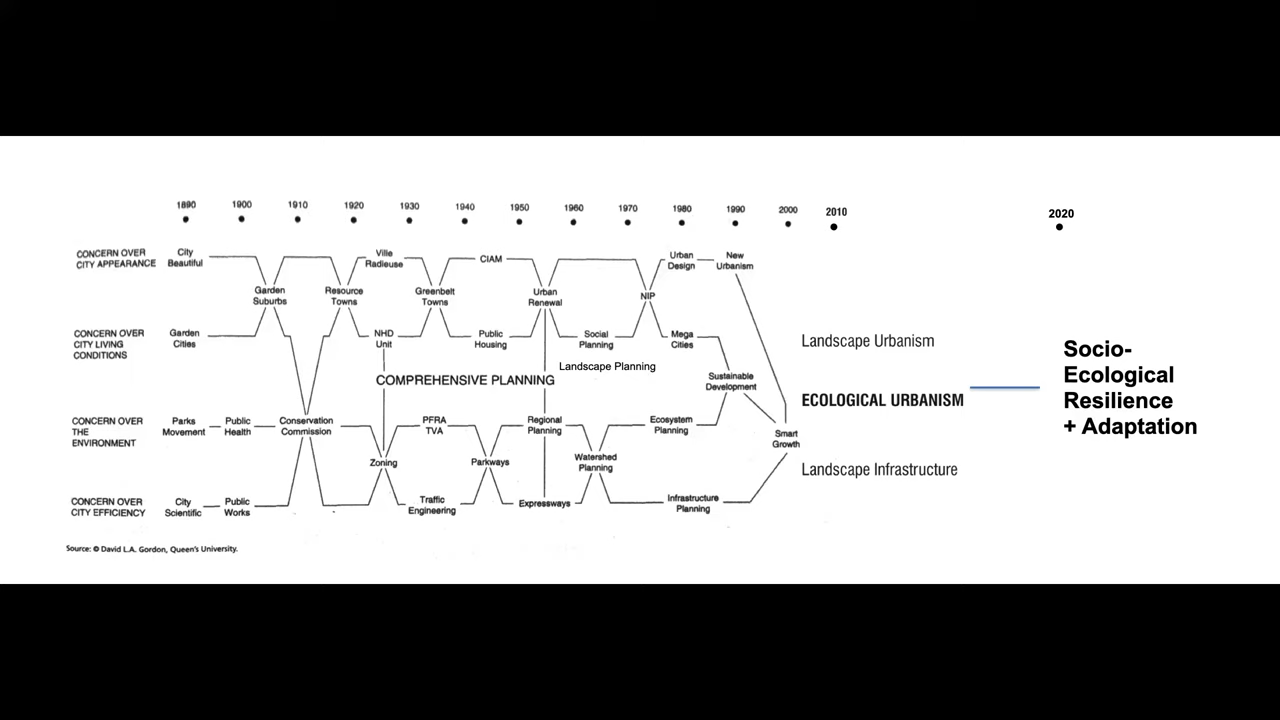 1890 1900 1910 1920 1930 1940 1950 1960 1970 1980 1990 2000 2010 2020
CONCERN OVER
CITY APPEARANCE
City
Beautiful
Ville
Radieuse
CIAM
Urban
Design
New
Urbanism
Garden
Suburbs
Resource
Towns
Greenbelt
Towns
Urban
Renewal
NIP
CONCERN OVER
CITY LIVING
CONDITIONS
Garden
Cities
NHD
Unit
Public
Housing
Social
Planning
Mega
Cities
Landscape Planning
COMPREHENSIVE PLANNING
Sustainable
Development
CONCERN OVER
THE
ENVIRONMENT
Parks
Movement
Public
Health
Conservation
Commission
PFRA
TVA
Regional
Planning
Ecosystem
Planning
Smart
Growth
Zoning
Parkways
Watershed
Planning
CONCERN OVER
CITY EFFICIENCY
City
Scientific
Public
Works
Traffic
Engineering
Expressways
Infrastructure
Planning
Landscape Urbanism
ECOLOGICAL URBANISM
Landscape Infrastructure
Socio-
Ecological
Resilience
+ Adaptation
Source: © David L.A. Gordon, Queen's University.